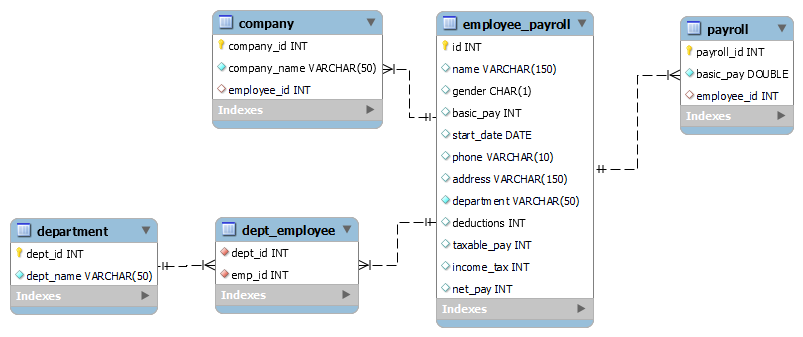 company
company_id INT
company_name VARCHAR(50)
employee_id INT
Indexes
employee_payroll
id INT
name VARCHAR(150)
gender CHAR(1)
basic_pay INT
start_date DATE
phone VARCHAR(10)
address VARCHAR(150)
department VARCHAR(50)
deductions INT
taxable_pay INT
income_tax INT
net_pay INT
Indexes
payroll
payroll_id INT
basic_pay DOUBLE
employee_id INT
Indexes
department
dept_id INT
dept_name VARCHAR(50)
Indexes
dept_employee
dept_id INT
emp_id INT
Indexes